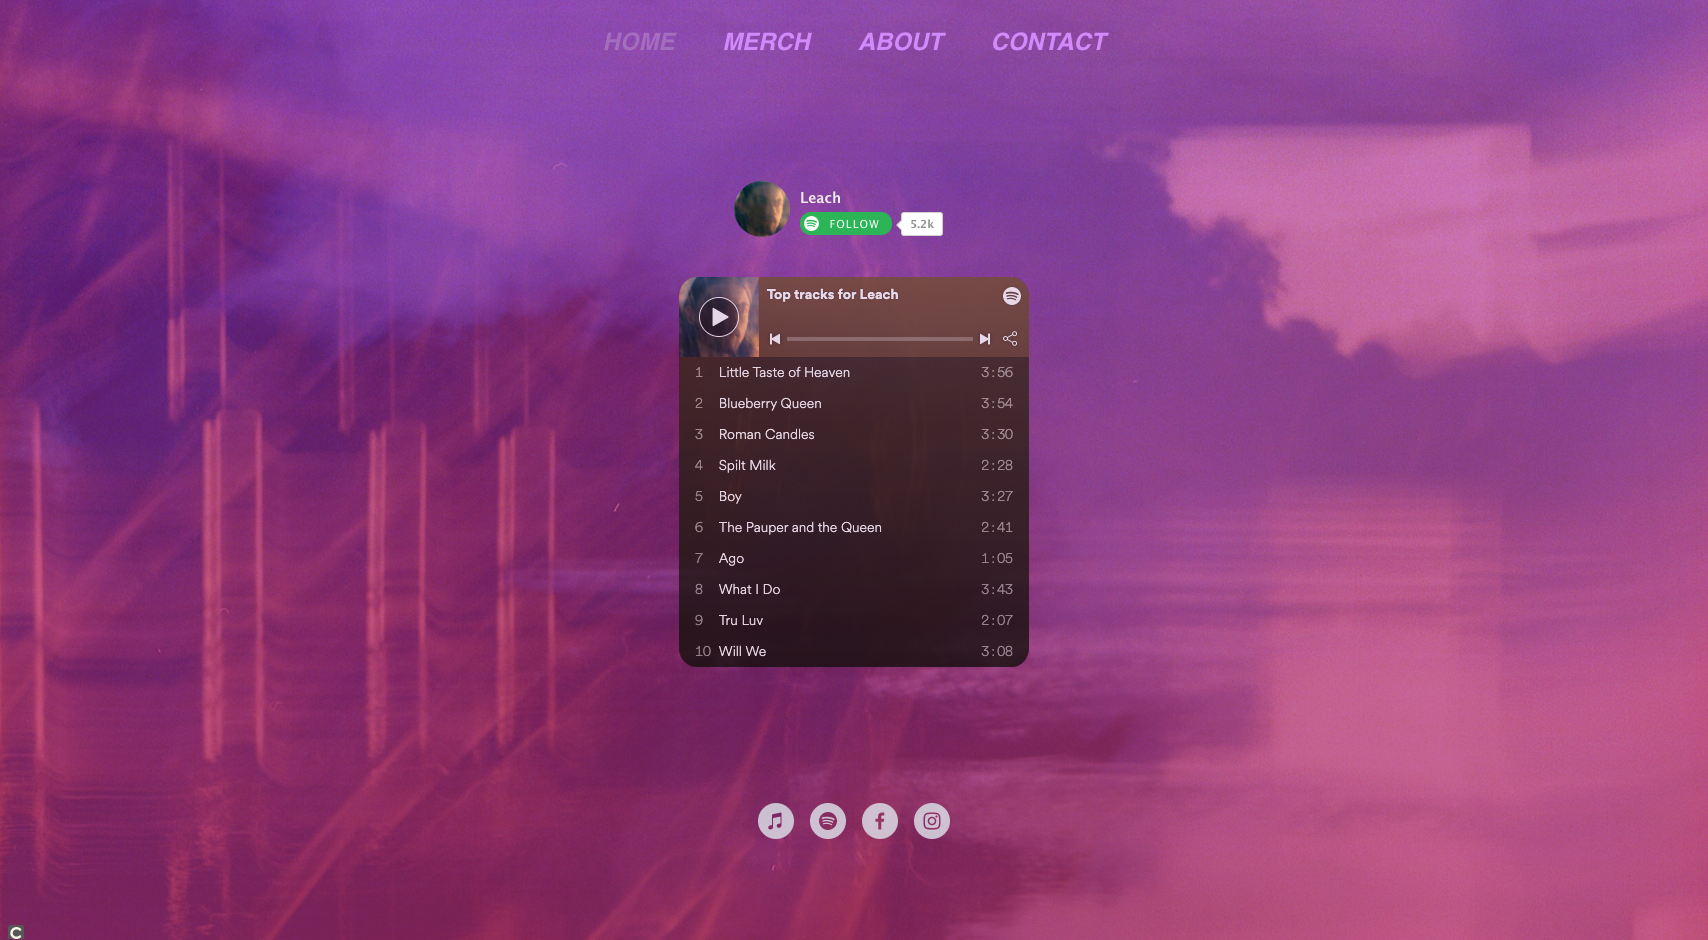 HOME MERCH ABOUT CONTACT
Leach
FOLLOW 5.2k
Top tracks for Leach
1 Little Taste of Heaven 3:56
2 Blueberry Queen 3:54
3 Roman Candles 3:30
4 Spilt Milk 2:28
5 Boy 3:27
6 The Pauper and the Queen 2:41
7 Ago 1:05
8 What I Do 3:43
9 Tru Luv 2:07
10 Will We 3:08
C